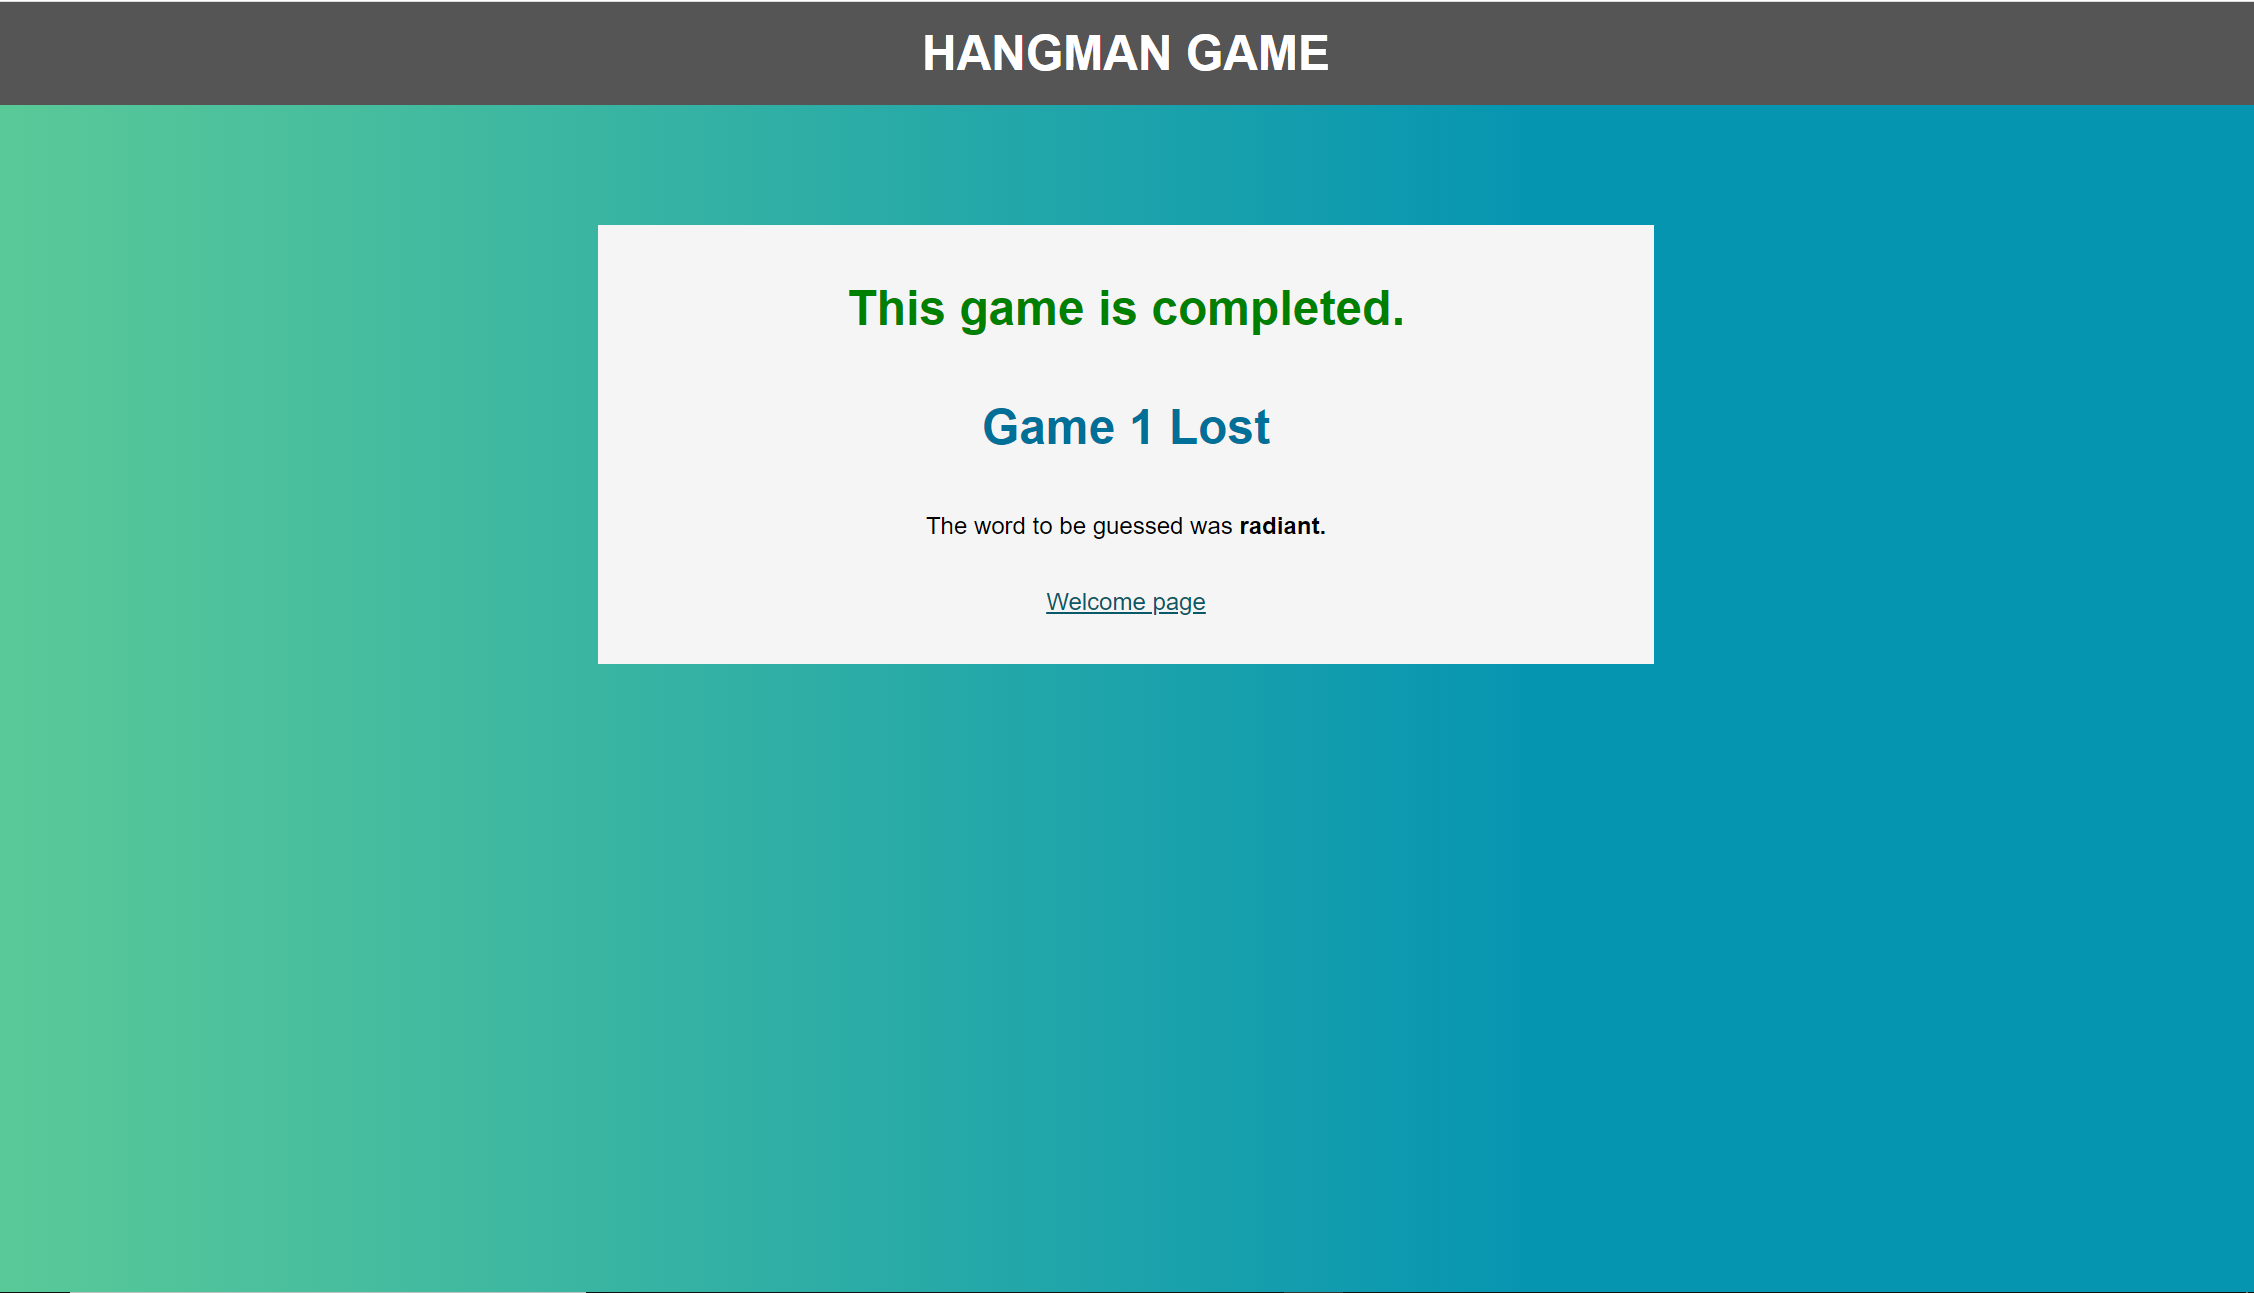 HANGMAN GAME
This game is completed.
Game 1 Lost
The word to be guessed was radiant.
Welcome page